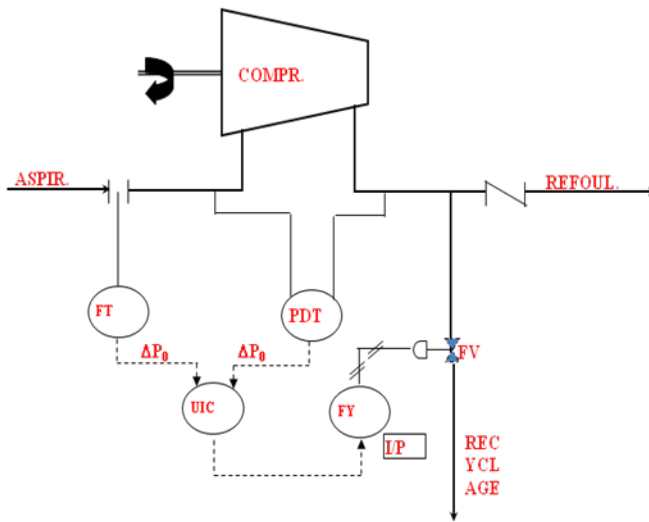 COMPR.
ASPIR.
REFOUL.
FT
PDT
ΔP₀
ΔP₀
FV
UIC
FY
I/P
REC
YCL
AGE